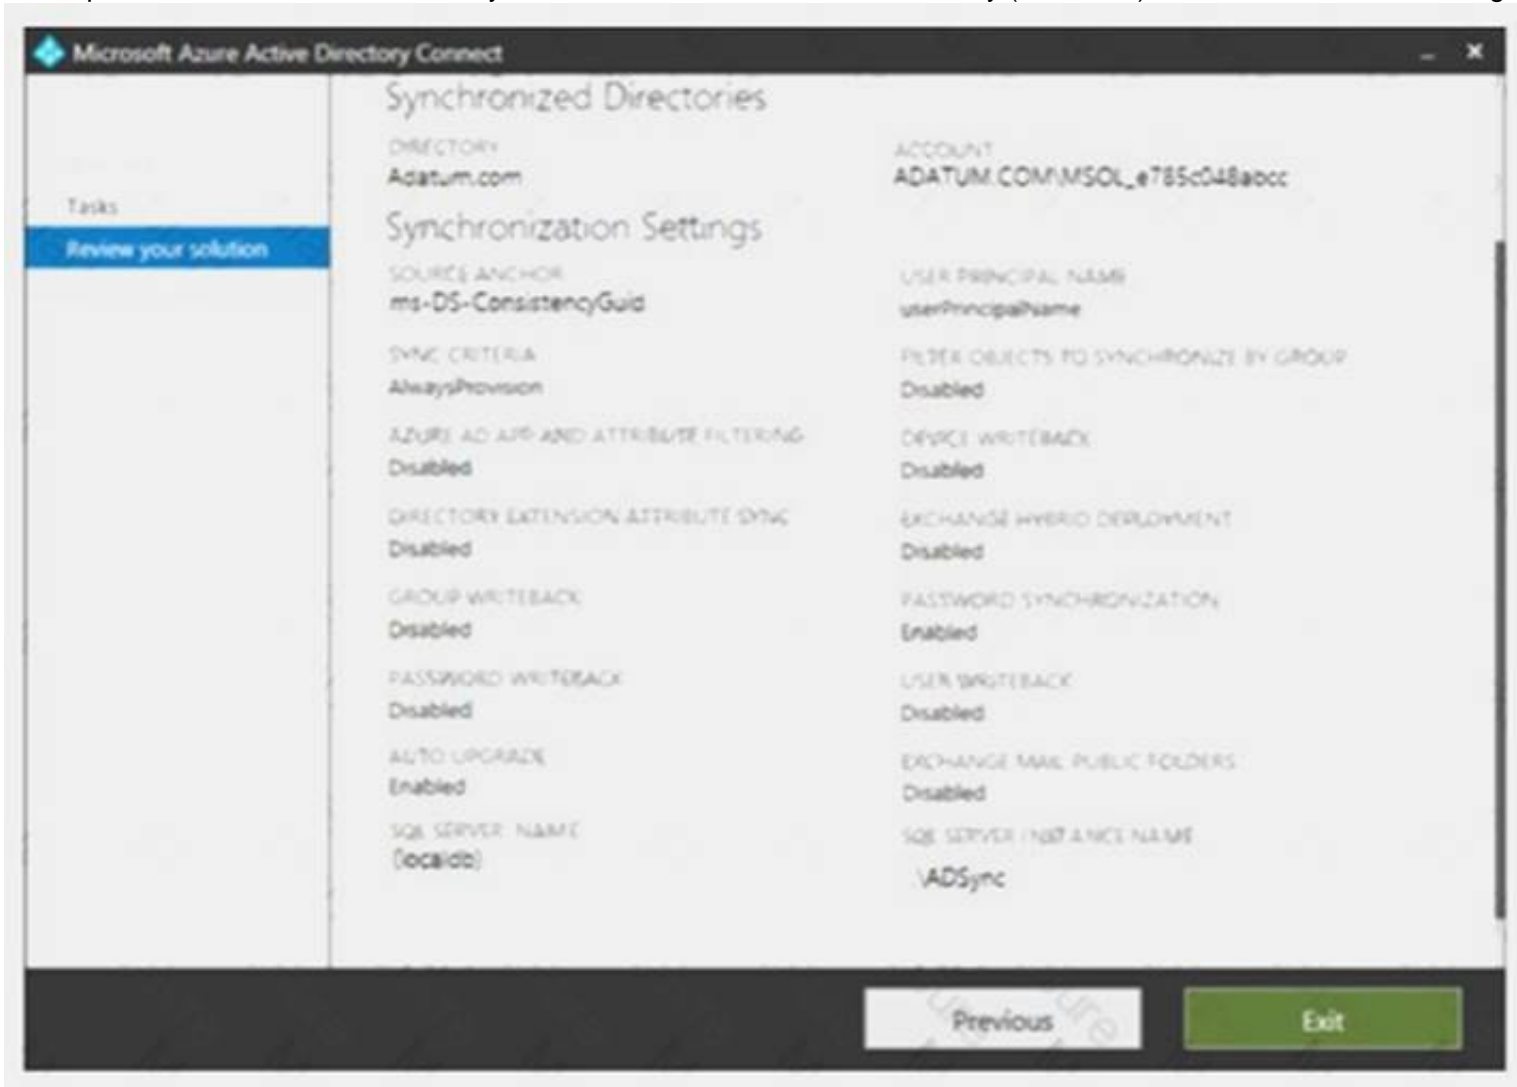 Microsoft Azure Active Directory Connect
Synchronized Directories
DIRECTORY
Adatum.com
ACCOUNT
ADATUM.COM\MSOL_e785c048abcc
Tasks
Review your solution
Synchronization Settings
SOURCE ANCHOR
ms-DS-ConsistencyGuid
USER PRINCIPAL NAME
userPrincipalName
SYNC CRITERIA
AlwaysProvision
FILTER OBJECTS TO SYNCHRONIZE BY GROUP
Disabled
AZURE AD APP AND ATTRIBUTE FILTERING
Disabled
DEVICE WRITEBACK
Disabled
DIRECTORY EXTENSION ATTRIBUTE SYNC
Disabled
EXCHANGE HYBRID DEPLOYMENT
Disabled
GROUP WRITEBACK
Disabled
PASSWORD SYNCHRONIZATION
Enabled
PASSWORD WRITEBACK
Disabled
USER WRITEBACK
Disabled
AUTO UPGRADE
Enabled
EXCHANGE MAIL PUBLIC FOLDERS
Disabled
SQL SERVER NAME
(localdb)
SQL SERVER INSTANCE NAME
.\ADSync
Previous
Exit